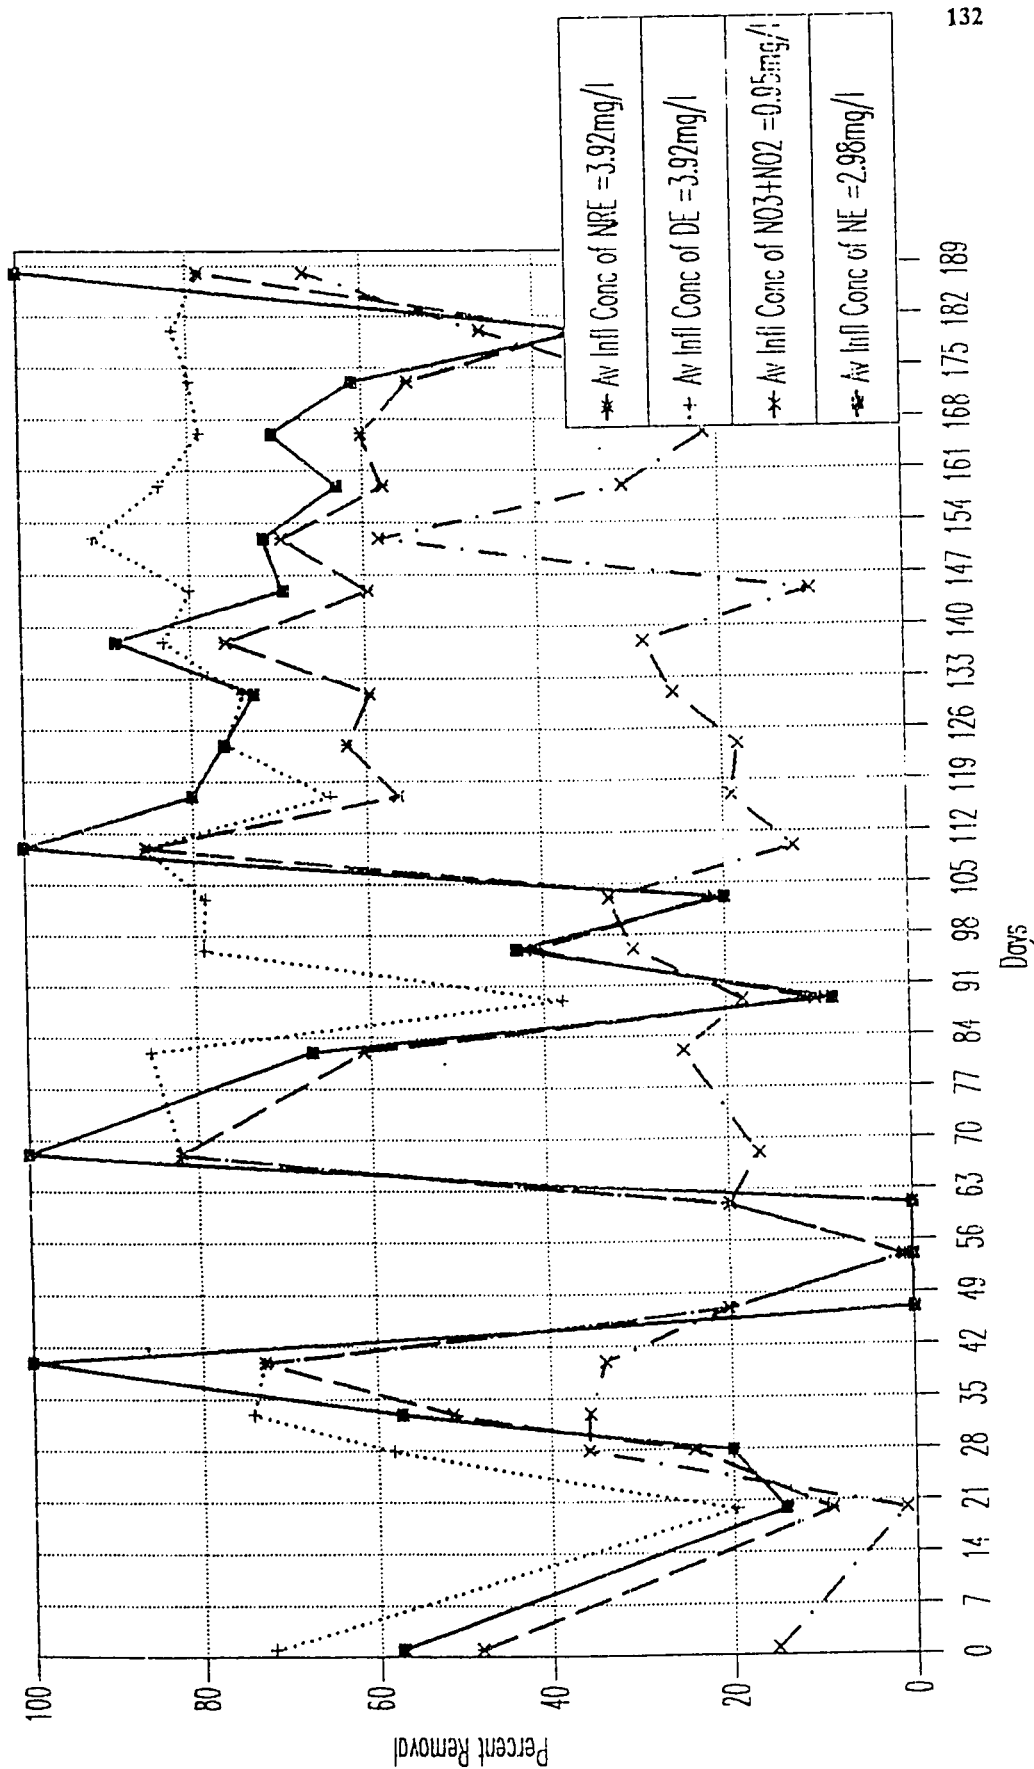 132
Percent Removal
100
80
60
40
20
0
0 7 14 21 28 35 42 49 56 63 70 77 84 91 98 105 112 119 126 133 140 147 154 161 168 175 182 189
Days
Av Infl Conc of NRE =3.92mg/l
Av Infl Conc of DE =3.92mg/l
Av Infl Conc of NO3+NO2 =0.95mg/l
Av Infl Conc of NE =2.98mg/l